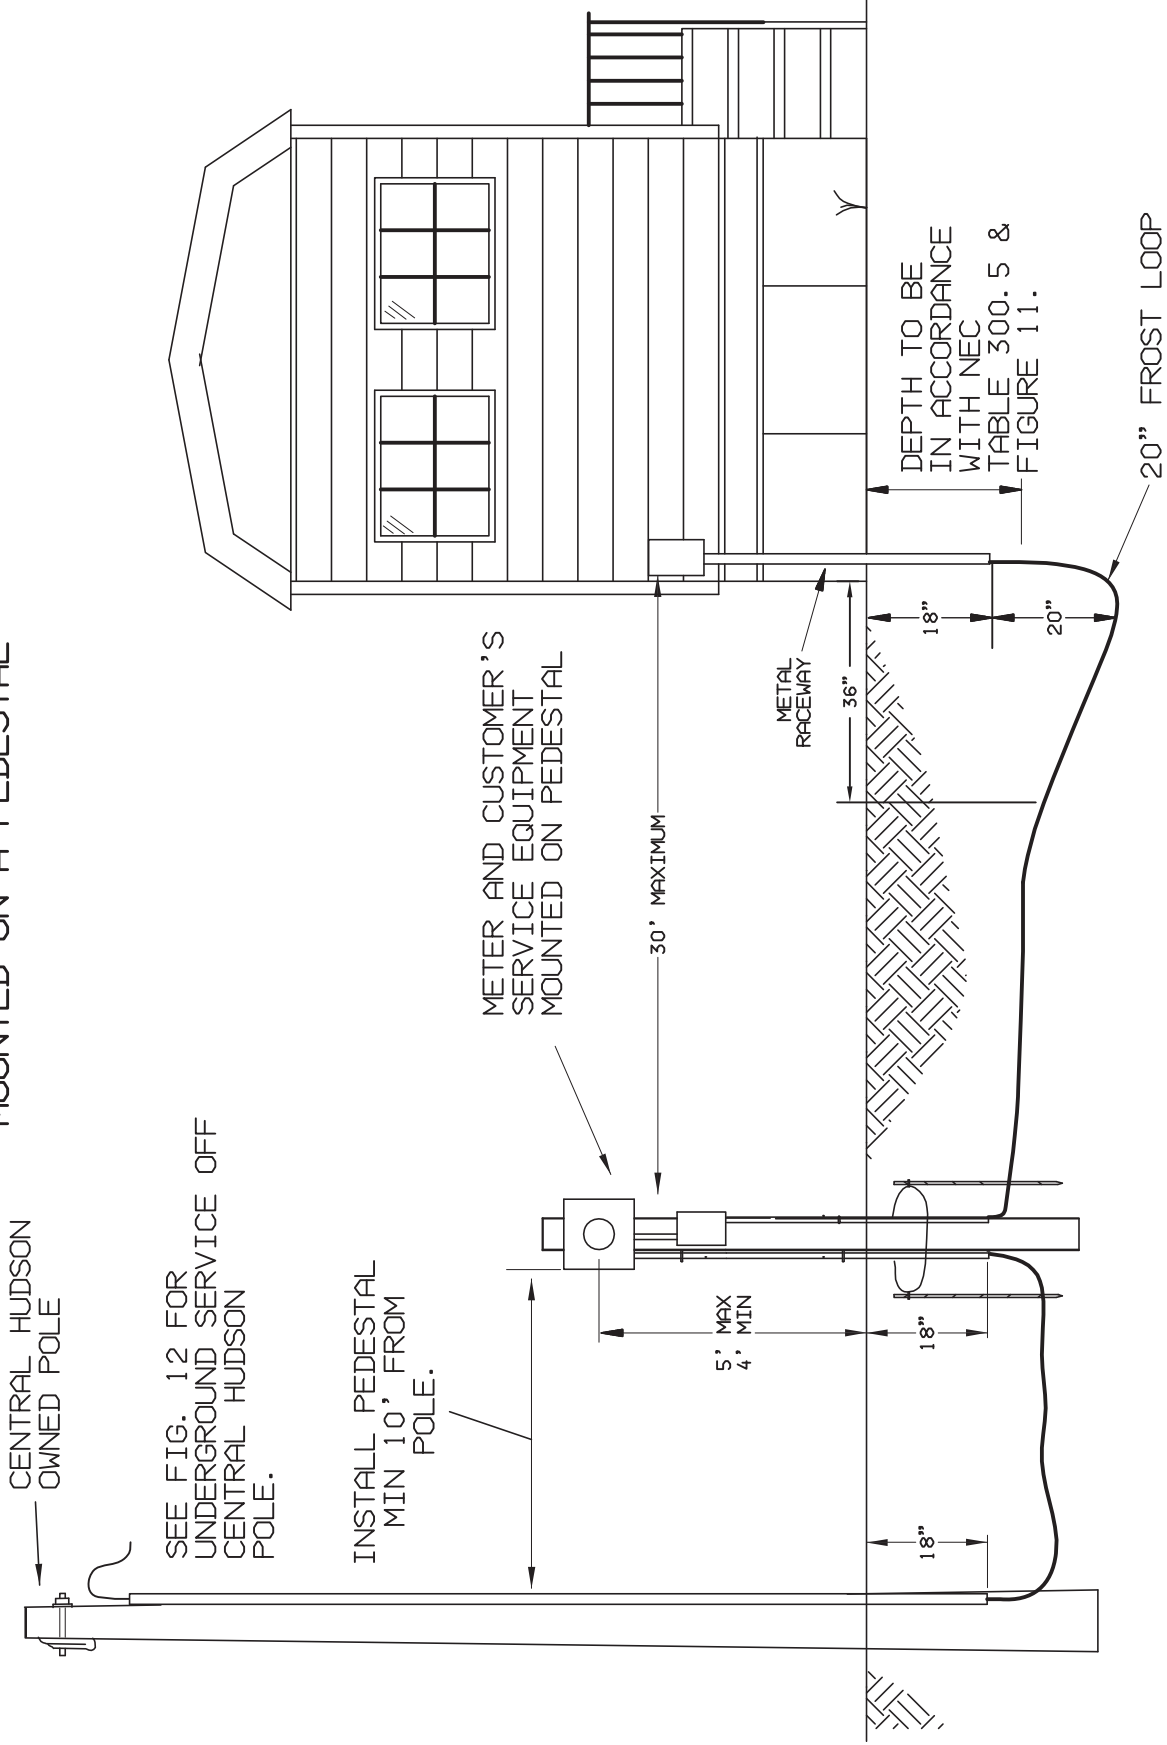 MOUNTED ON A PEDESTAL
CENTRAL HUDSON
OWNED POLE
SEE FIG. 12 FOR
UNDERGROUND SERVICE OFF
CENTRAL HUDSON
POLE.
INSTALL PEDESTAL
MIN 10' FROM
POLE.
METER AND CUSTOMER'S
SERVICE EQUIPMENT
MOUNTED ON PEDESTAL
30' MAXIMUM
5' MAX
4' MIN
METAL
RACEWAY
36"
18"
18"
18"
20"
DEPTH TO BE
IN ACCORDANCE
WITH NEC
TABLE 300.5 &
FIGURE 11.
20" FROST LOOP